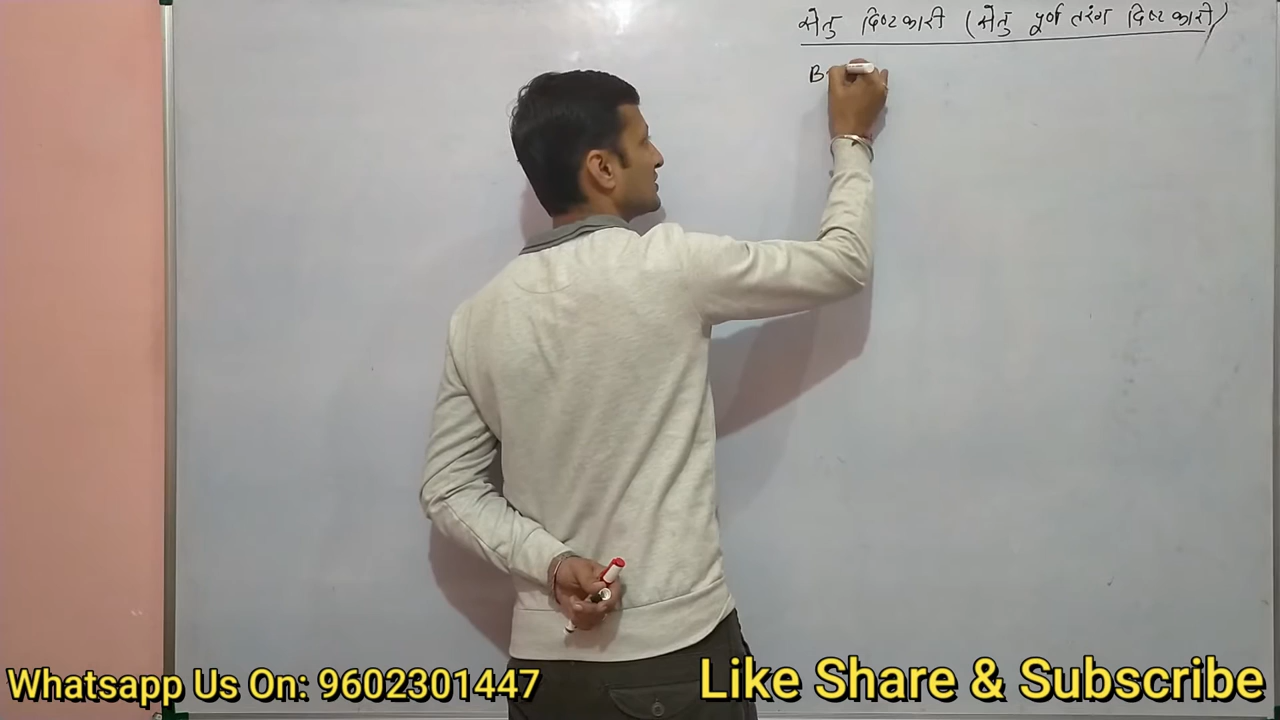 सेतु दिष्टकारी (सेतु पूर्ण तरंग दिष्टकारी)
B
Whatsapp Us On: 9602301447
Like Share & Subscribe